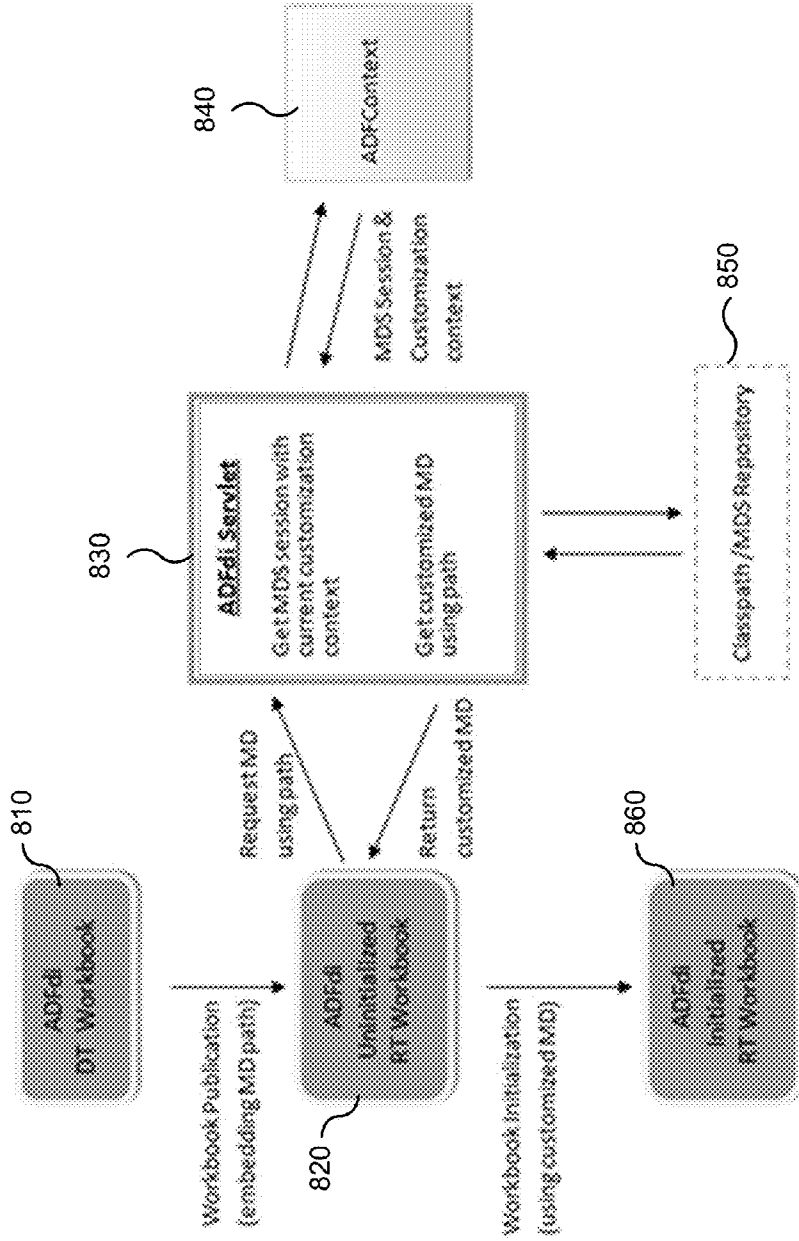 810
ADFdi
DT Workbook
Workbook Publication
(embedding MD path)
820
ADFdi
Uninitialized
RT Workbook
Workbook Initialization
(using customized MD)
860
ADFdi
Initialized
RT Workbook
Request MD
using path
Return
customized MD
830
ADFdi Servlet
Get MDS session with
current customization
context
Get customized MD
using path
840
ADFContext
MDS Session &
Customization
context
850
Classpath /MDS Repository